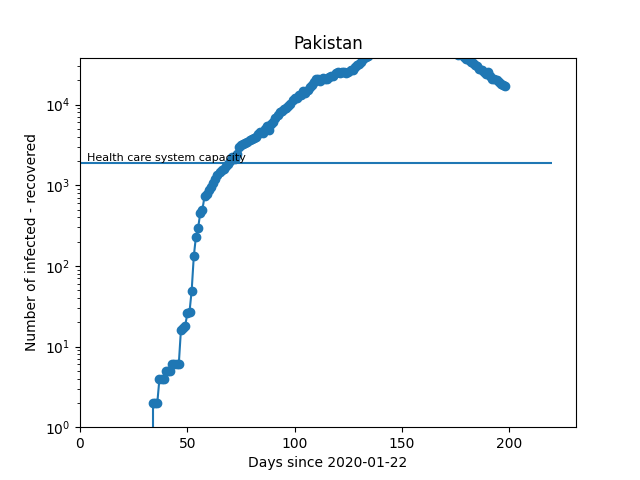 Pakistan
Number of infected - recovered
10^4
10^3
10^2
10^1
10^0
Health care system capacity
0 50 100 150 200
Days since 2020-01-22